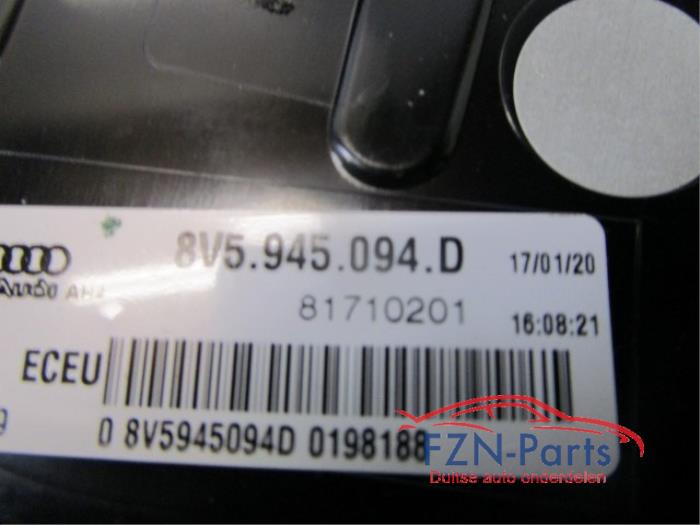 8V5.945.094.D 17/01/20
Audi
81710201 16:08:21
ECEU
0 8V5945094D 0198188
FZN-Parts
Duitse auto onderdelen